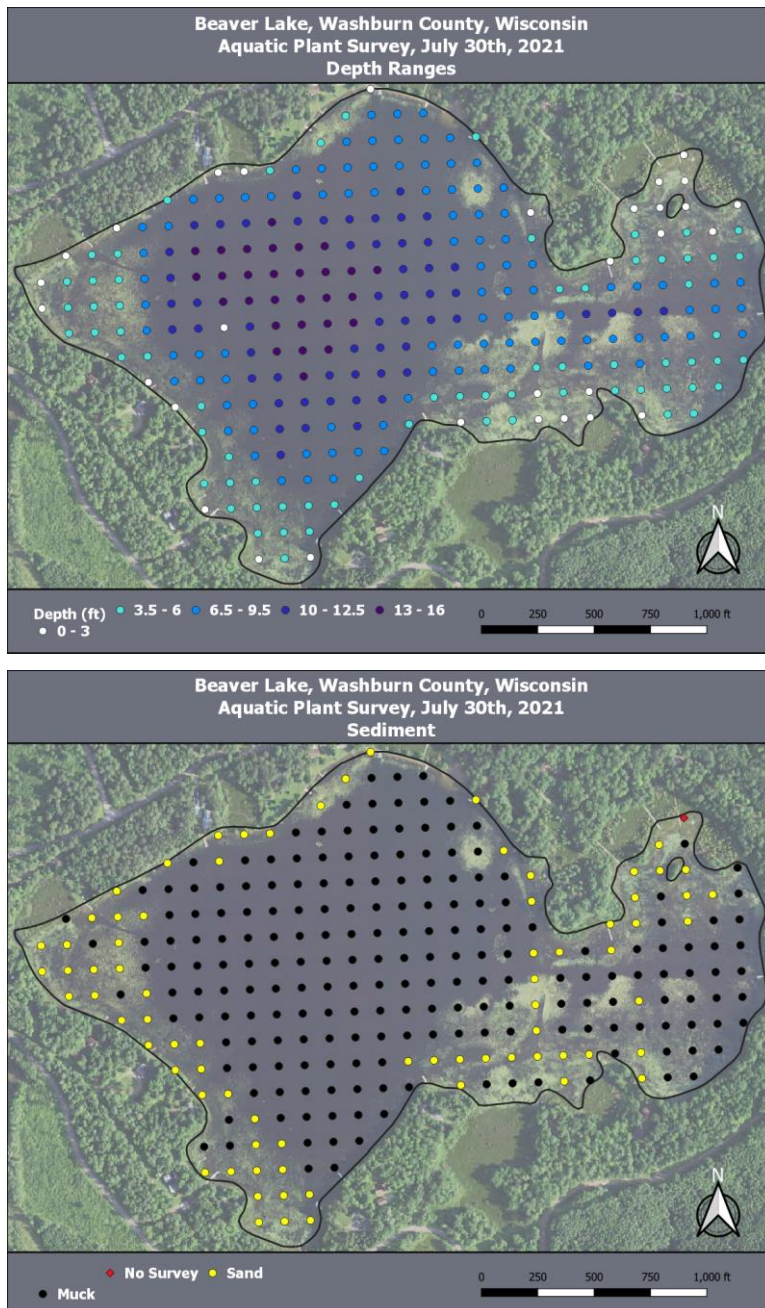 Beaver Lake, Washburn County, Wisconsin
Aquatic Plant Survey, July 30th, 2021
Depth Ranges
N
Depth (ft) 3.5 - 6 6.5 - 9.5 10 - 12.5 13 - 16
0 - 3
0 250 500 750 1,000 ft
Beaver Lake, Washburn County, Wisconsin
Aquatic Plant Survey, July 30th, 2021
Sediment
N
No Survey Sand
Muck
0 250 500 750 1,000 ft